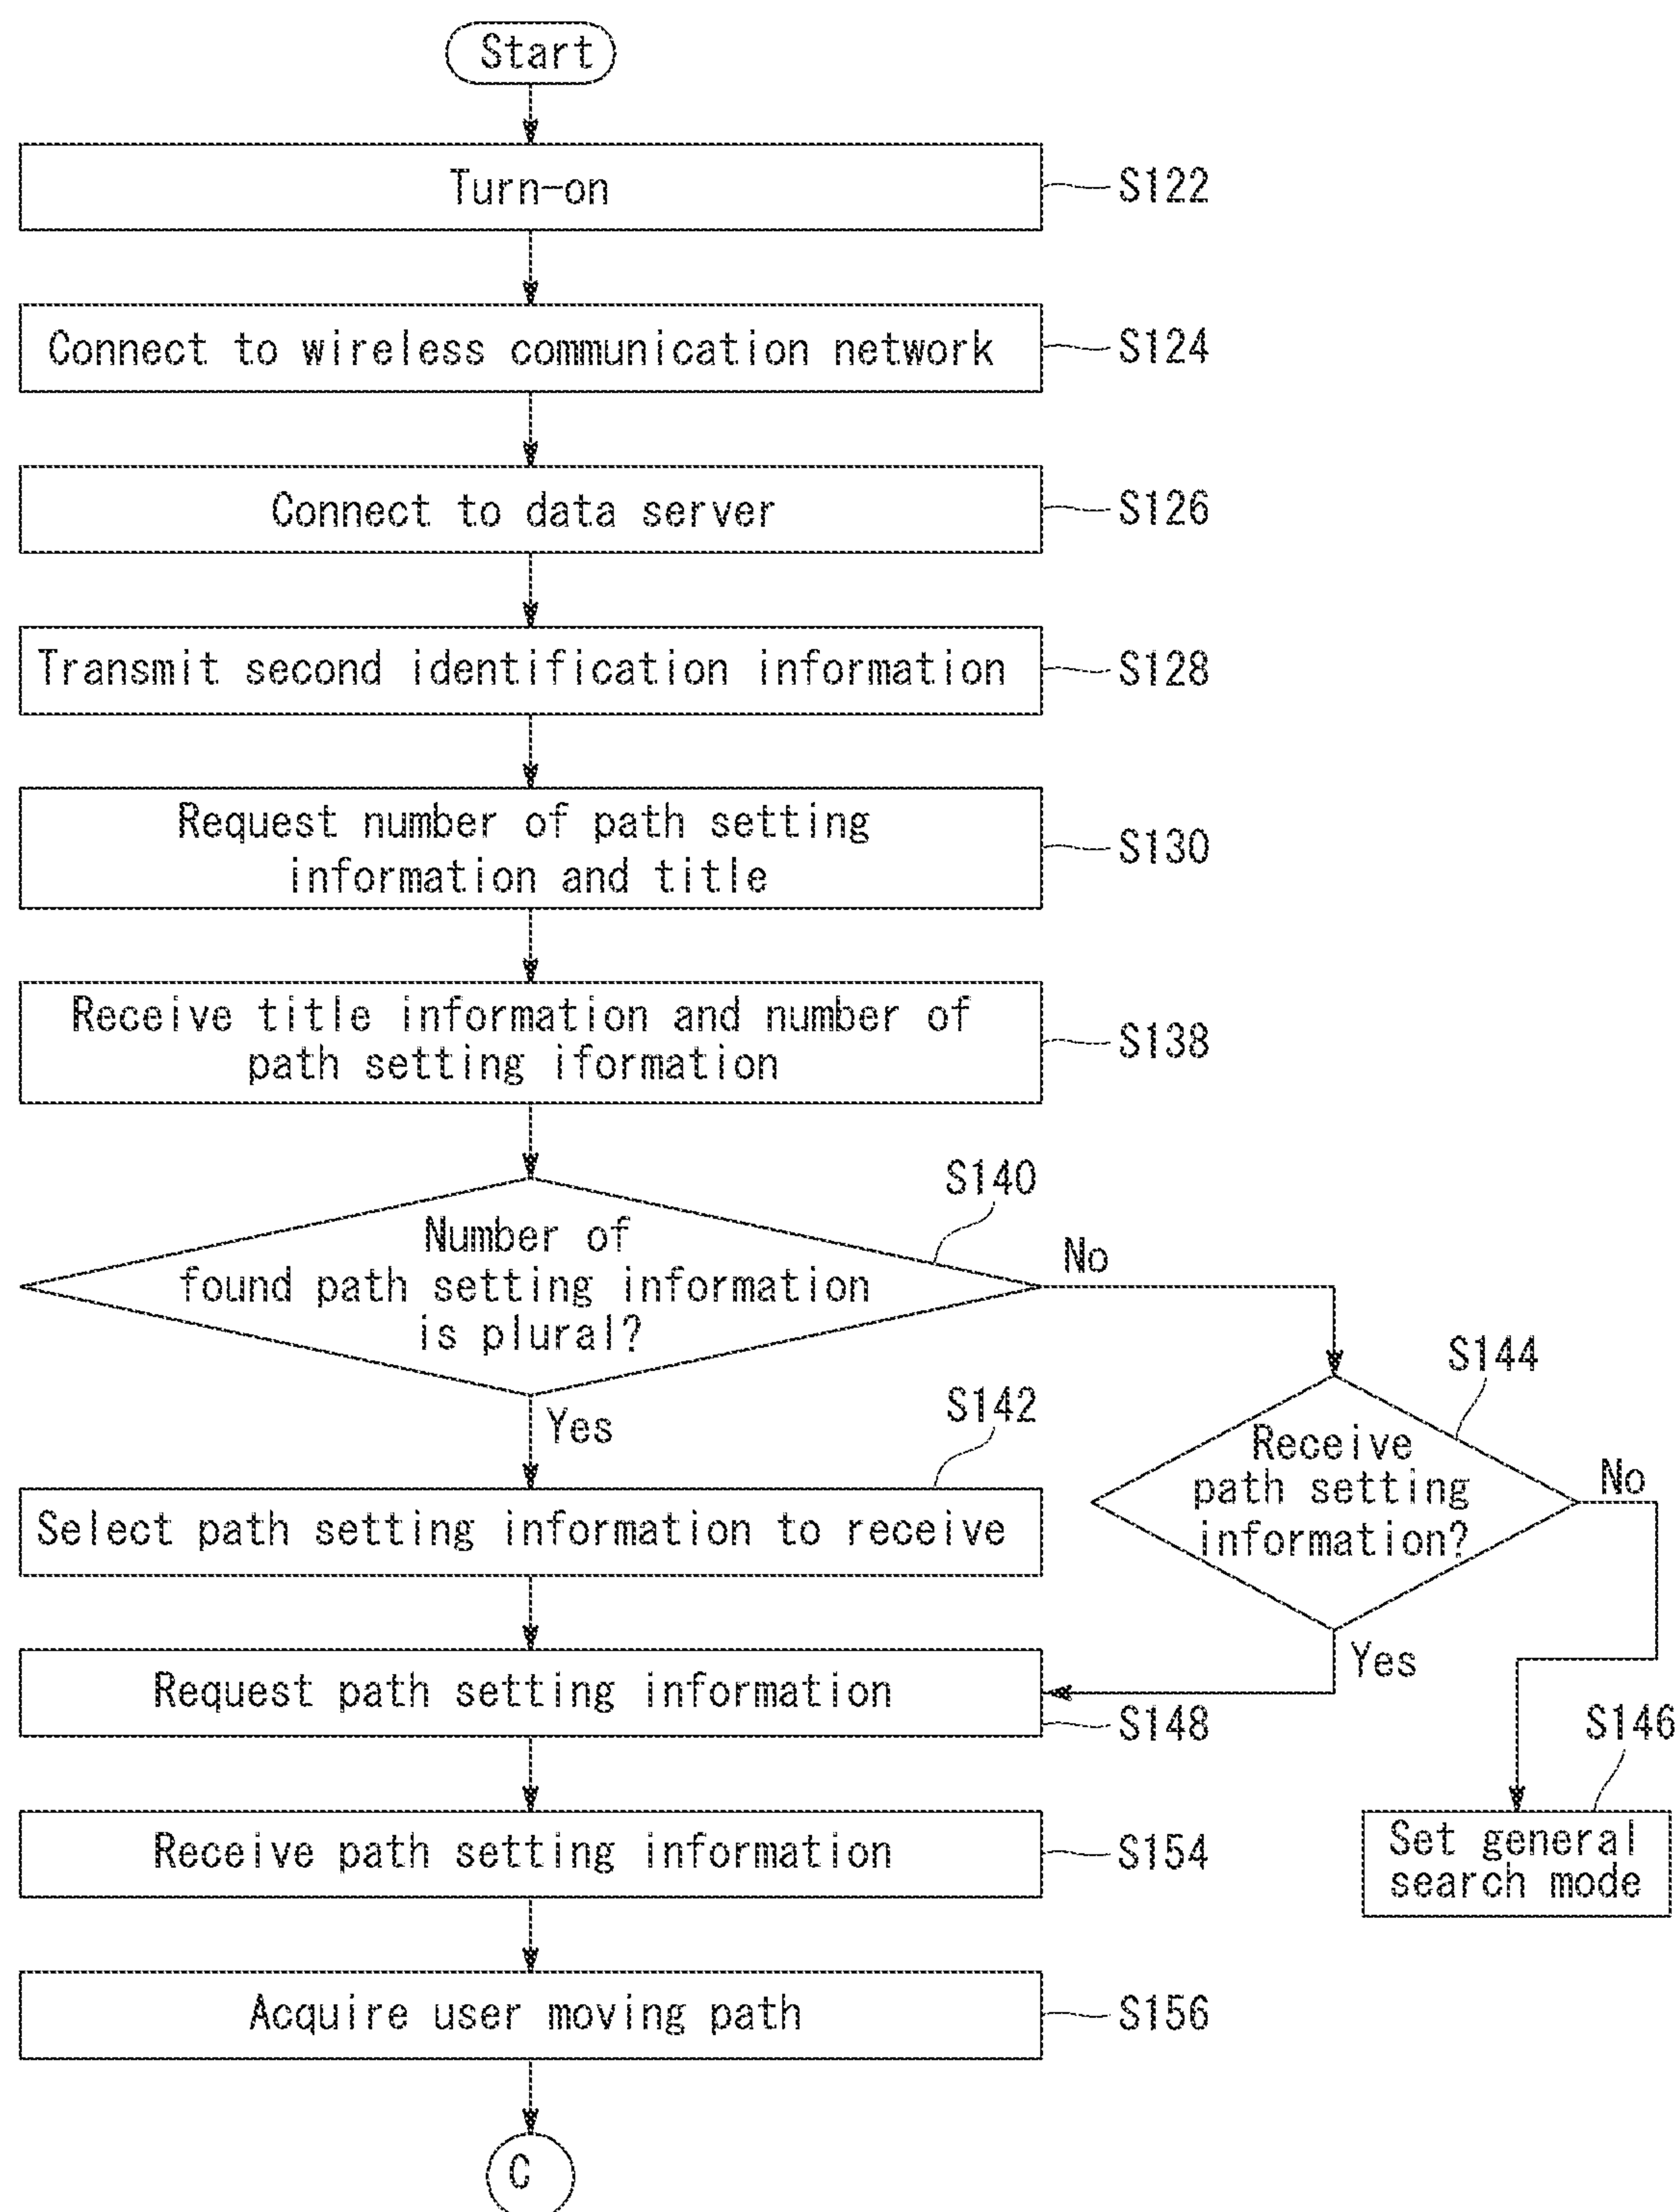 Start
Turn-on
S122
Connect to wireless communication network
S124
Connect to data server
S126
Transmit second identification information
S128
Request number of path setting
information and title
S130
Receive title information and number of
path setting iformation
S138
S140
Number of
found path setting information
is plural?
No
Yes
S142
Select path setting information to receive
S144
Receive
path setting
information?
No
Yes
Request path setting information
S148
S146
Set general
search mode
Receive path setting information
S154
Acquire user moving path
S156
C